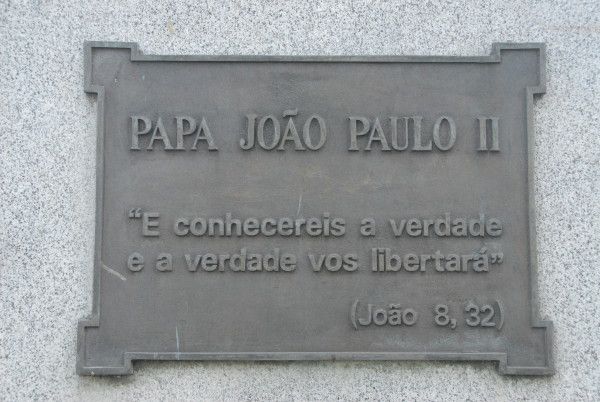 PAPA JOÃO PAULO II
“E conhecereis a verdade
e a verdade vos libertará”
(João 8, 32)